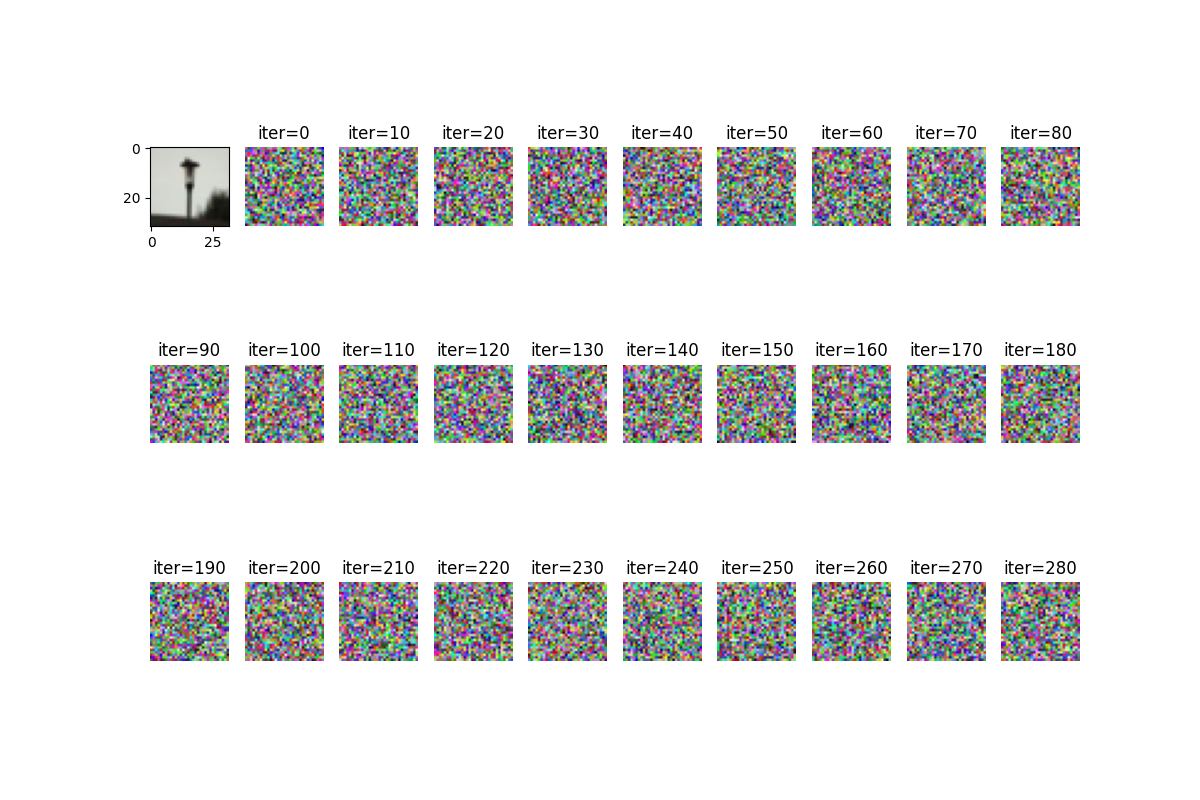 iter=0 iter=10 iter=20 iter=30 iter=40 iter=50 iter=60 iter=70 iter=80
0
20
0 25
iter=90 iter=100 iter=110 iter=120 iter=130 iter=140 iter=150 iter=160 iter=170 iter=180
iter=190 iter=200 iter=210 iter=220 iter=230 iter=240 iter=250 iter=260 iter=270 iter=280